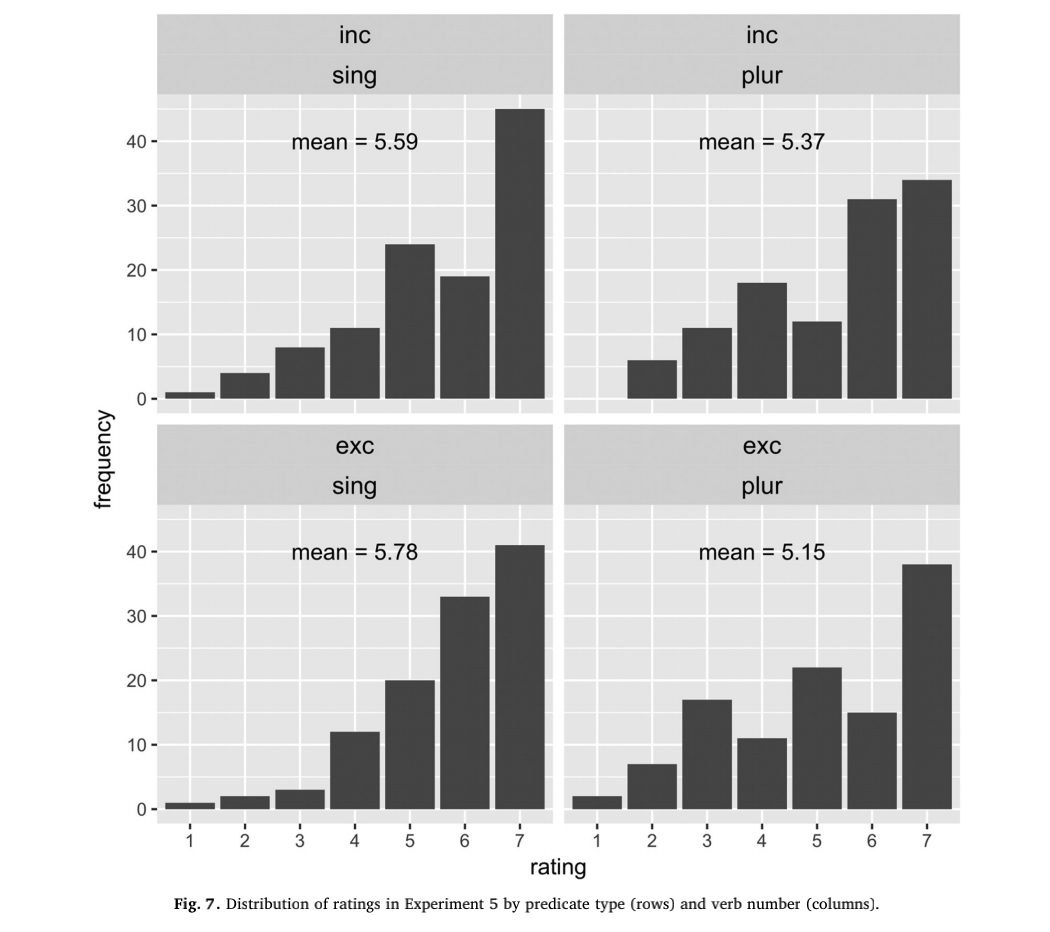 inc
sing
inc
plur
mean = 5.59
mean = 5.37
40
30
20
10
0
exc
sing
exc
plur
mean = 5.78
mean = 5.15
40
30
20
10
0
frequency
1 2 3 4 5 6 7
1 2 3 4 5 6 7
rating
Fig. 7. Distribution of ratings in Experiment 5 by predicate type (rows) and verb number (columns).